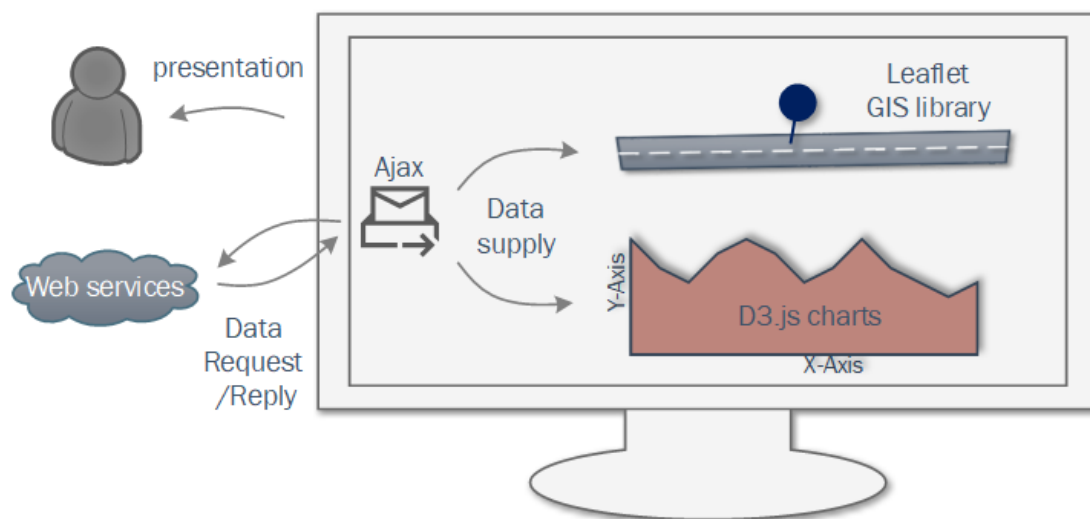 presentation
Leaflet
GIS library
Ajax
Data
supply
Web services
Data
Request
/Reply
Y-Axis
D3.js charts
X-Axis